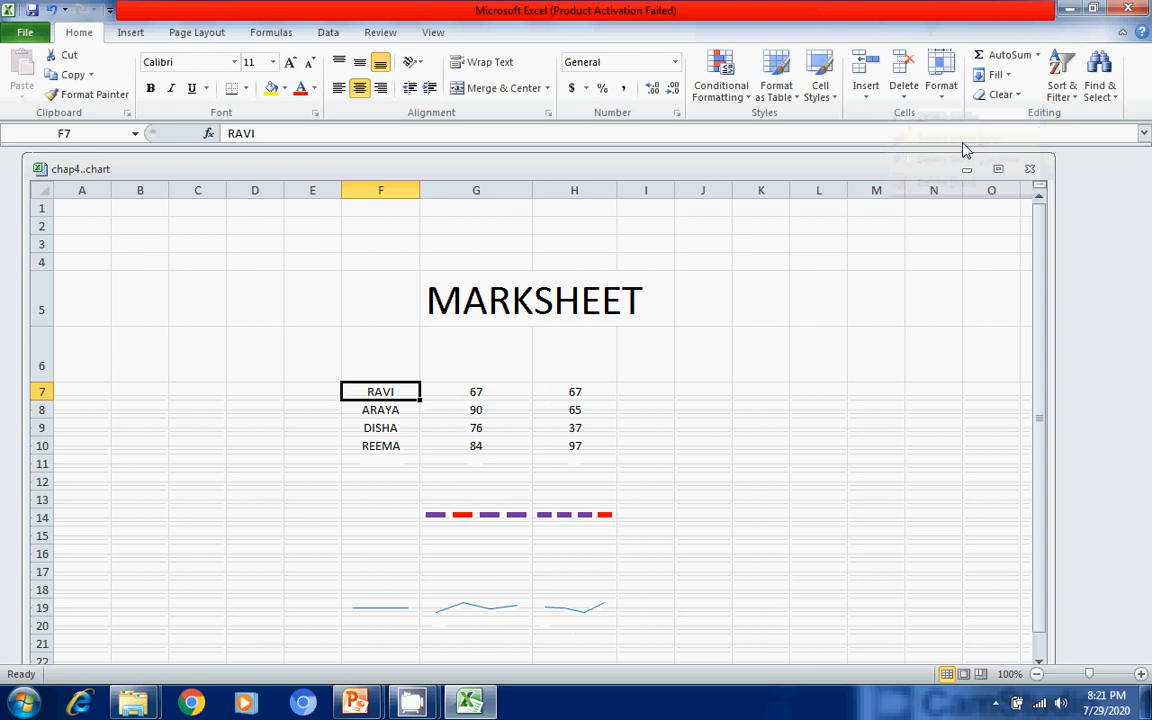 Microsoft Excel (Product Activation Failed)
File Home Insert Page Layout Formulas Data Review View
Paste
Cut
Copy
Format Painter
Clipboard
Calibri 11
B I U
Font
Wrap Text
Merge & Center
Alignment
General
$ % ,
Number
Conditional Formatting
Format as Table
Cell Styles
Styles
Insert Delete Format
Cells
AutoSum
Fill
Clear
Sort & Filter
Find & Select
Editing
F7 fx RAVI
chap4..chart
A B C D E F G H I J K L M N O
1
2
3
4
5 MARKSHEET
6
7 RAVI 67 67
8 ARAYA 90 65
9 DISHA 76 37
10 REEMA 84 97
11
12
13
14
15
16
17
18
19
20
21
22
Ready 100%
8:21 PM
7/29/2020